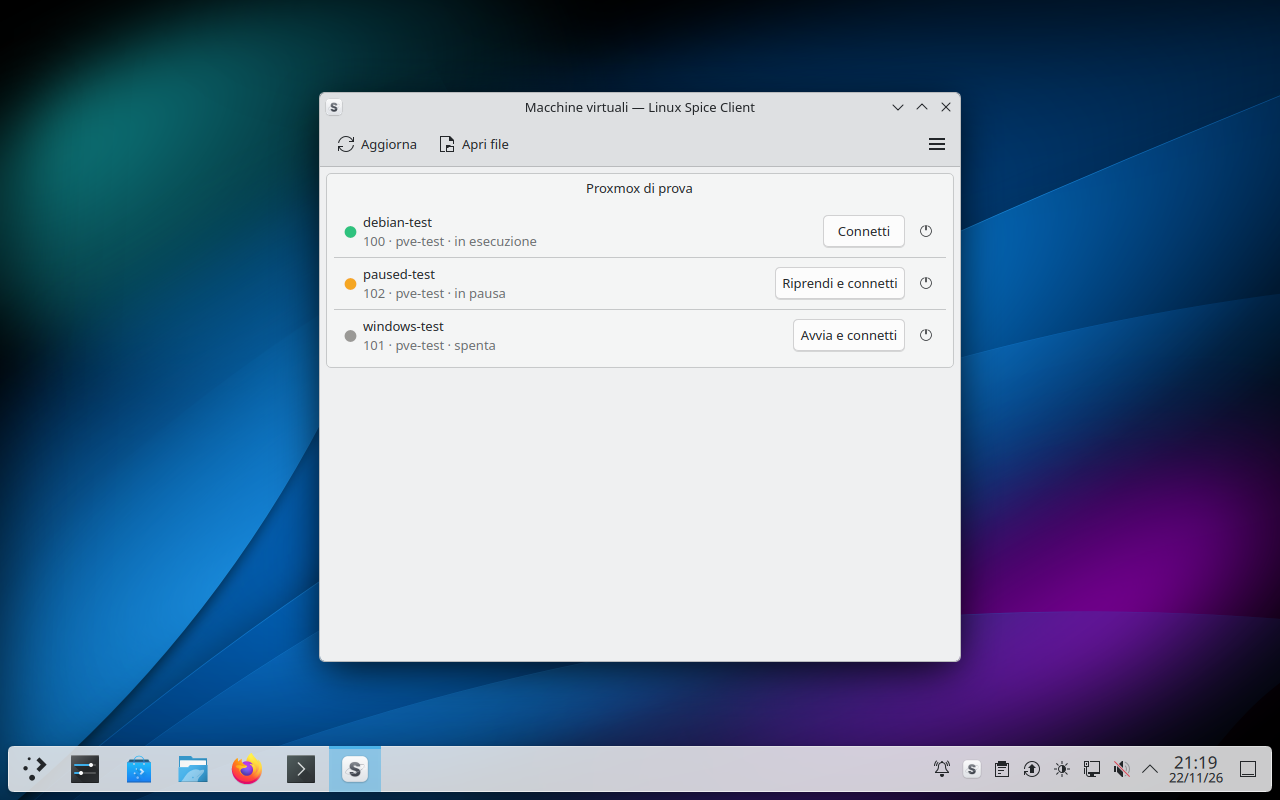 Macchine virtuali — Linux Spice Client
Aggiorna
Apri file
Proxmox di prova
debian-test
100 · pve-test · in esecuzione
Connetti
paused-test
102 · pve-test · in pausa
Riprendi e connetti
windows-test
101 · pve-test · spenta
Avvia e connetti
21:19
22/11/26